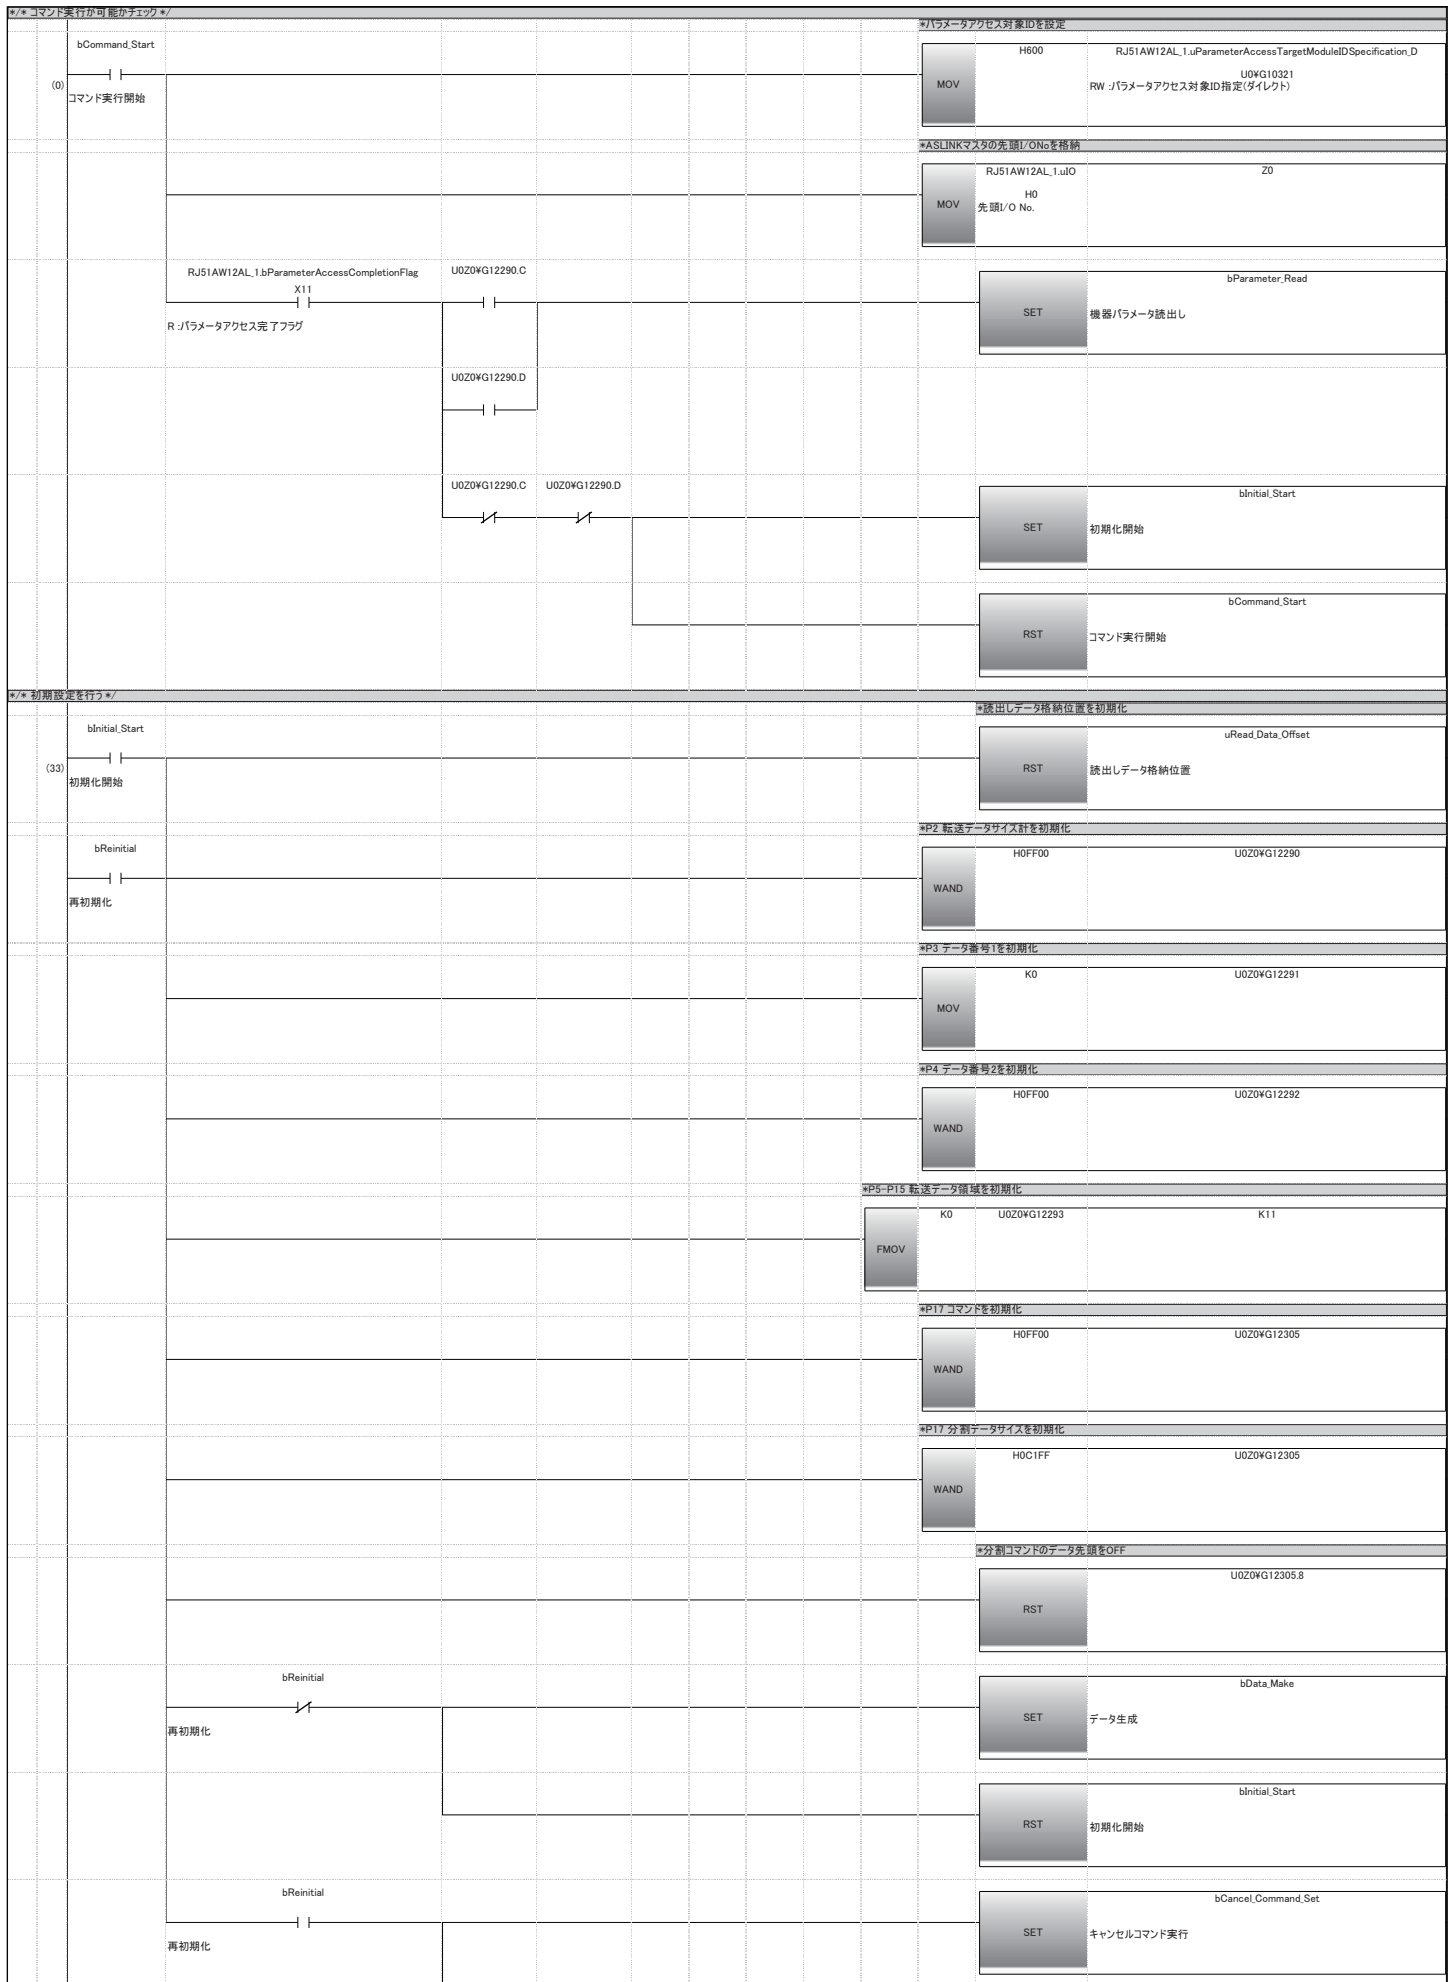 */* コマンド実行が可能かチェック */
*パラメータアクセス対象IDを設定
bCommand_Start
(0)
コマンド実行開始
MOV
H600
RJ51AW12AL_1.uParameterAccessTargetModuleIDSpecification_D
U0¥G10321
RW :パラメータアクセス対象ID指定(ダイレクト)
*ASLINKマスタの先頭I/ONoを格納
MOV
RJ51AW12AL_1.uIO
H0
先頭I/O No.
Z0
RJ51AW12AL_1.bParameterAccessCompletionFlag
X11
R :パラメータアクセス完了フラグ
U0Z0¥G12290.C
SET
bParameter_Read
機器パラメータ読出し
U0Z0¥G12290.D
U0Z0¥G12290.C
U0Z0¥G12290.D
SET
bInitial_Start
初期化開始
RST
bCommand_Start
コマンド実行開始
*/* 初期設定を行う */
*読出しデータ格納位置を初期化
bInitial_Start
(33)
初期化開始
RST
uRead_Data_Offset
読出しデータ格納位置
*P2 転送データサイズ計を初期化
bReinitial
再初期化
WAND
H0FF00
U0Z0¥G12290
*P3 データ番号1を初期化
MOV
K0
U0Z0¥G12291
*P4 データ番号2を初期化
WAND
H0FF00
U0Z0¥G12292
*P5-P15 転送データ領域を初期化
FMOV
K0
U0Z0¥G12293
K11
*P17 コマンドを初期化
WAND
H0FF00
U0Z0¥G12305
*P17 分割データサイズを初期化
WAND
H0C1FF
U0Z0¥G12305
*分割コマンドのデータ先頭をOFF
RST
U0Z0¥G12305.8
bReinitial
再初期化
SET
bData_Make
データ生成
RST
bInitial_Start
初期化開始
bReinitial
再初期化
SET
bCancel_Command_Set
キャンセルコマンド実行